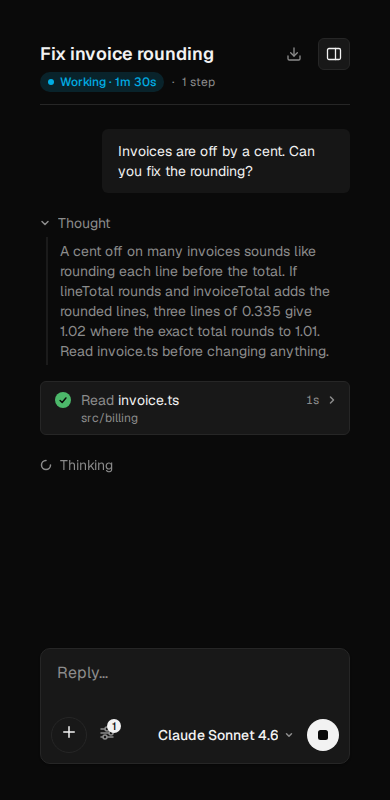 Fix invoice rounding
Working · 1m 30s · 1 step
Invoices are off by a cent. Can
you fix the rounding?
Thought
A cent off on many invoices sounds like
rounding each line before the total. If
lineTotal rounds and invoiceTotal adds the
rounded lines, three lines of 0.335 give
1.02 where the exact total rounds to 1.01.
Read invoice.ts before changing anything.
Read invoice.ts 1s
src/billing
Thinking
Reply...
1
Claude Sonnet 4.6